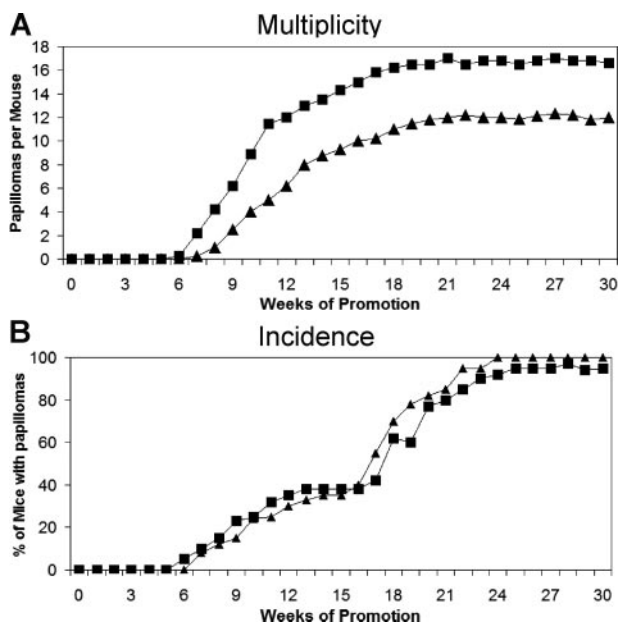 A
Multiplicity
Papillomas per Mouse
18
16
14
12
10
8
6
4
2
0
0 3 6 9 12 15 18 21 24 27 30
Weeks of Promotion
B
Incidence
% of Mice with papillomas
100
80
60
40
20
0
0 3 6 9 12 15 18 21 24 27 30
Weeks of Promotion